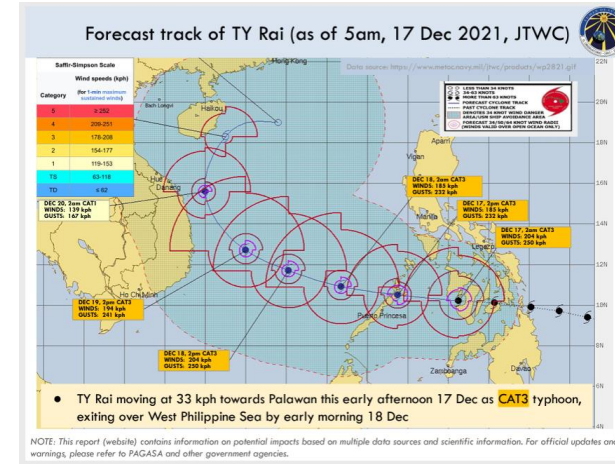 Forecast track of TY Rai (as of 5am, 17 Dec 2021, JTWC)
Data source: https://www.metoc.navy.mil/jtwc/products/wp2821.gif
Saffir-Simpson Scale
Category
Wind speeds (kph)
(for 1-min maximum
sustained winds)
5 ≥ 252
4 209-251
3 178-208
2 154-177
1 119-153
TS 63-118
TD ≤ 62
LESS THAN 34 KNOTS
34-63 KNOTS
MORE THAN 63 KNOTS
FORECAST CYCLONE TRACK
PAST CYCLONE TRACK
DENOTES 34 KNOT WIND DANGER
AREA/USN SHIP AVOIDANCE AREA
FORECAST 34/50/64 KNOT WIND RADII
(WINDS VALID OVER OPEN OCEAN ONLY)
Hong Kong
Bach Longvi
Haikou
Hue
Danang
Ho Chi Minh
Aparri
Vigan
Manila
Legazpi
Puerto Princesa
Zamboanga
Davao
22N
20N
18N
16N
14N
12N
10N
8N
6N
4N
DEC 20, 2am CAT1
WINDS: 139 kph
GUSTS: 167 kph
DEC 19, 2pm CAT3
WINDS: 194 kph
GUSTS: 241 kph
DEC 18, 2pm CAT3
WINDS: 204 kph
GUSTS: 250 kph
DEC 18, 2am CAT3
WINDS: 185 kph
GUSTS: 232 kph
DEC 17, 2pm CAT3
WINDS: 185 kph
GUSTS: 232 kph
DEC 17, 2am CAT3
WINDS: 204 kph
GUSTS: 250 kph
• TY Rai moving at 33 kph towards Palawan this early afternoon 17 Dec as CAT3 typhoon,
exiting over West Philippine Sea by early morning 18 Dec
NOTE: This report (website) contains information on potential impacts based on multiple data sources and scientific information. For official updates and
warnings, please refer to PAGASA and other government agencies.